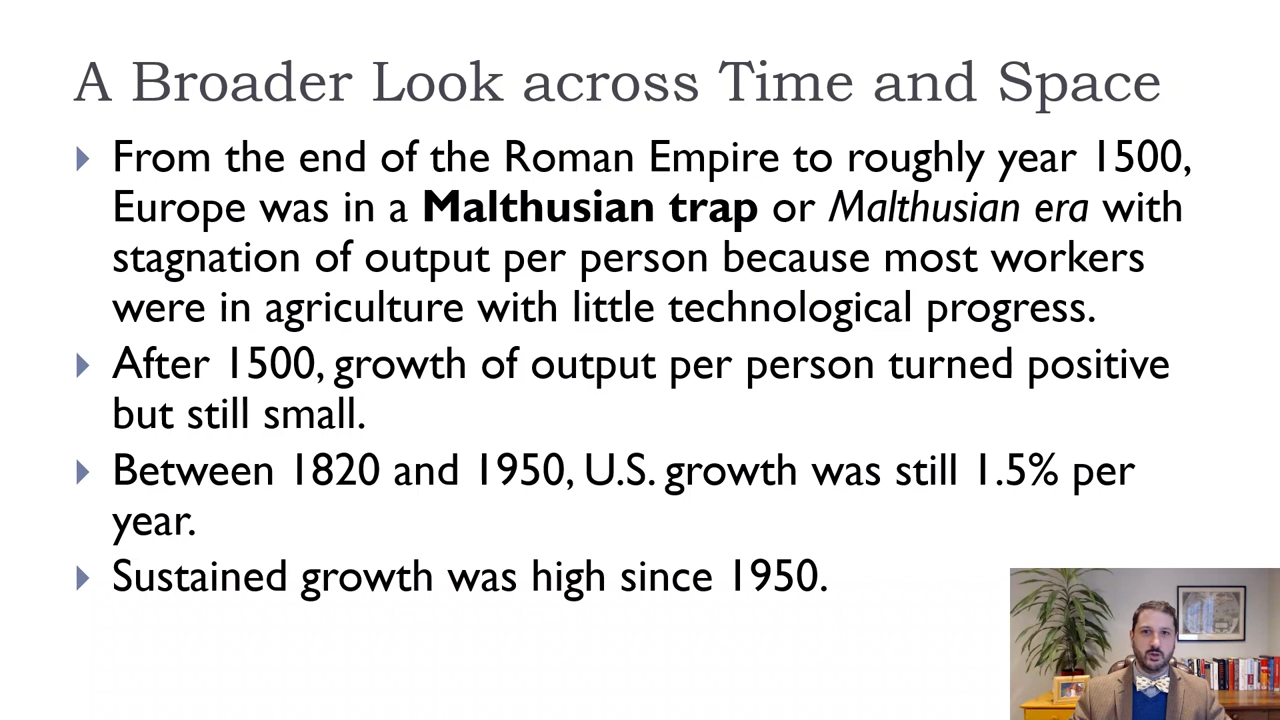 A Broader Look across Time and Space
From the end of the Roman Empire to roughly year 1500,
Europe was in a Malthusian trap or Malthusian era with
stagnation of output per person because most workers
were in agriculture with little technological progress.
After 1500, growth of output per person turned positive
but still small.
Between 1820 and 1950, U.S. growth was still 1.5% per
year.
Sustained growth was high since 1950.